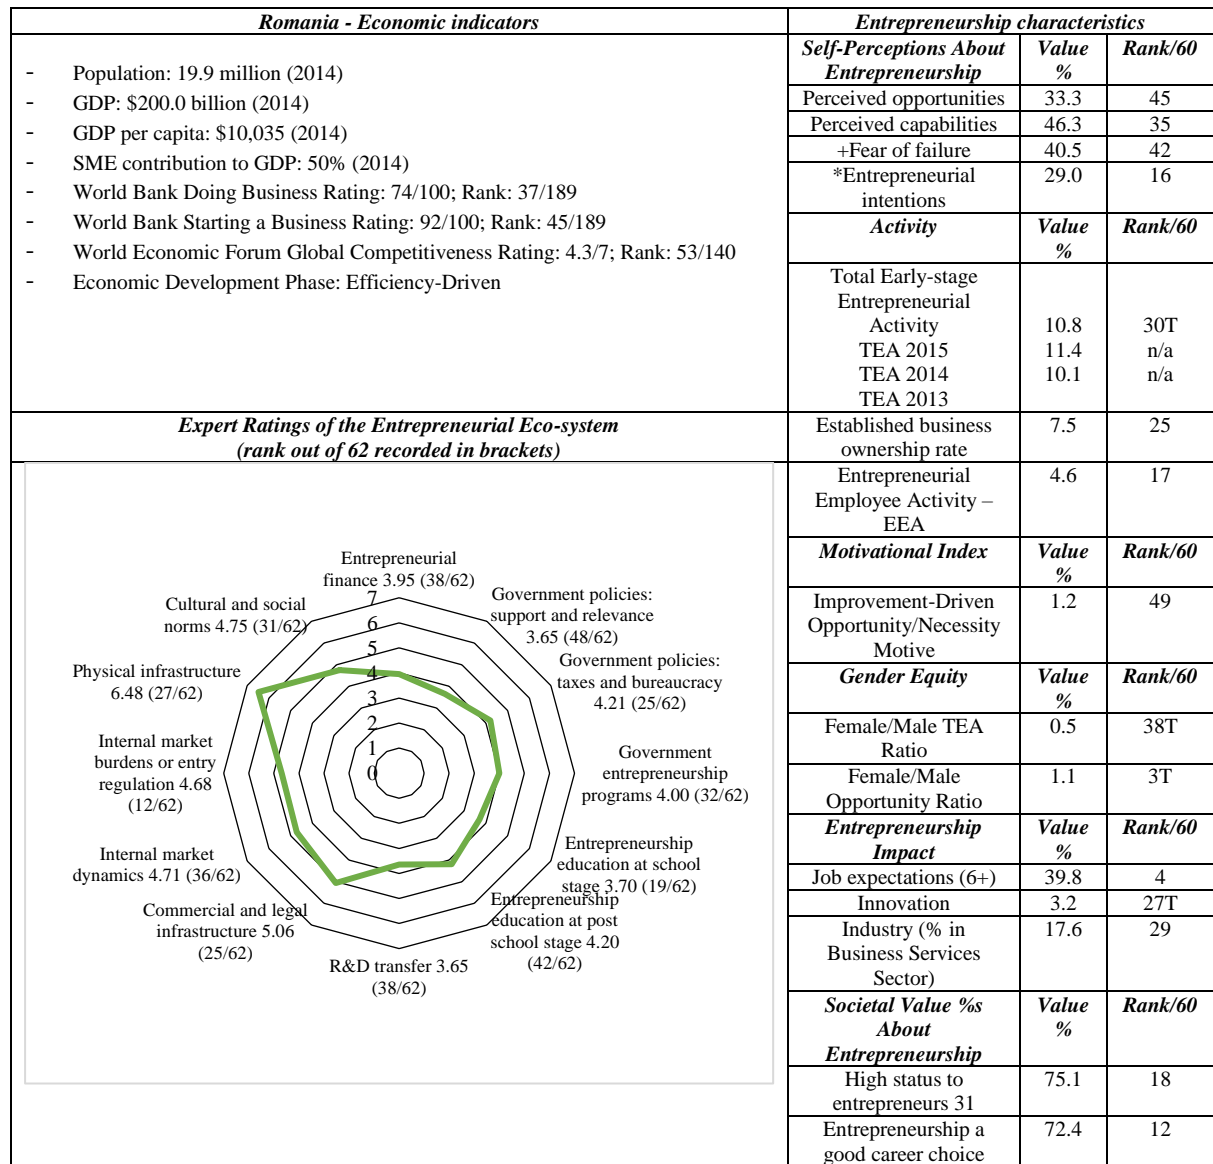 Romania - Economic indicators
- Population: 19.9 million (2014)
- GDP: $200.0 billion (2014)
- GDP per capita: $10,035 (2014)
- SME contribution to GDP: 50% (2014)
- World Bank Doing Business Rating: 74/100; Rank: 37/189
- World Bank Starting a Business Rating: 92/100; Rank: 45/189
- World Economic Forum Global Competitiveness Rating: 4.3/7; Rank: 53/140
- Economic Development Phase: Efficiency-Driven
Expert Ratings of the Entrepreneurial Eco-system
(rank out of 62 recorded in brackets)
Entrepreneurial
finance 3.95 (38/62)
Government policies:
support and relevance
3.65 (48/62)
Government policies:
taxes and bureaucracy
4.21 (25/62)
Government
entrepreneurship
programs 4.00 (32/62)
Entrepreneurship
education at school
stage 3.70 (19/62)
Entrepreneurship
education at post
school stage 4.20
(42/62)
R&D transfer 3.65
(38/62)
Commercial and legal
infrastructure 5.06
(25/62)
Internal market
dynamics 4.71 (36/62)
Internal market
burdens or entry
regulation 4.68
(12/62)
Physical infrastructure
6.48 (27/62)
Cultural and social
norms 4.75 (31/62)
7
6
5
4
3
2
1
0
Entrepreneurship characteristics
Self-Perceptions About Value Rank/60
Entrepreneurship %
Perceived opportunities 33.3 45
Perceived capabilities 46.3 35
+Fear of failure 40.5 42
*Entrepreneurial 29.0 16
intentions
Activity Value Rank/60
%
Total Early-stage
Entrepreneurial
Activity 10.8 30T
TEA 2015 11.4 n/a
TEA 2014 10.1 n/a
TEA 2013
Established business 7.5 25
ownership rate
Entrepreneurial 4.6 17
Employee Activity –
EEA
Motivational Index Value Rank/60
%
Improvement-Driven 1.2 49
Opportunity/Necessity
Motive
Gender Equity Value Rank/60
%
Female/Male TEA 0.5 38T
Ratio
Female/Male 1.1 3T
Opportunity Ratio
Entrepreneurship Value Rank/60
Impact %
Job expectations (6+) 39.8 4
Innovation 3.2 27T
Industry (% in 17.6 29
Business Services
Sector)
Societal Value %s Value Rank/60
About %
Entrepreneurship
High status to 75.1 18
entrepreneurs 31
Entrepreneurship a 72.4 12
good career choice